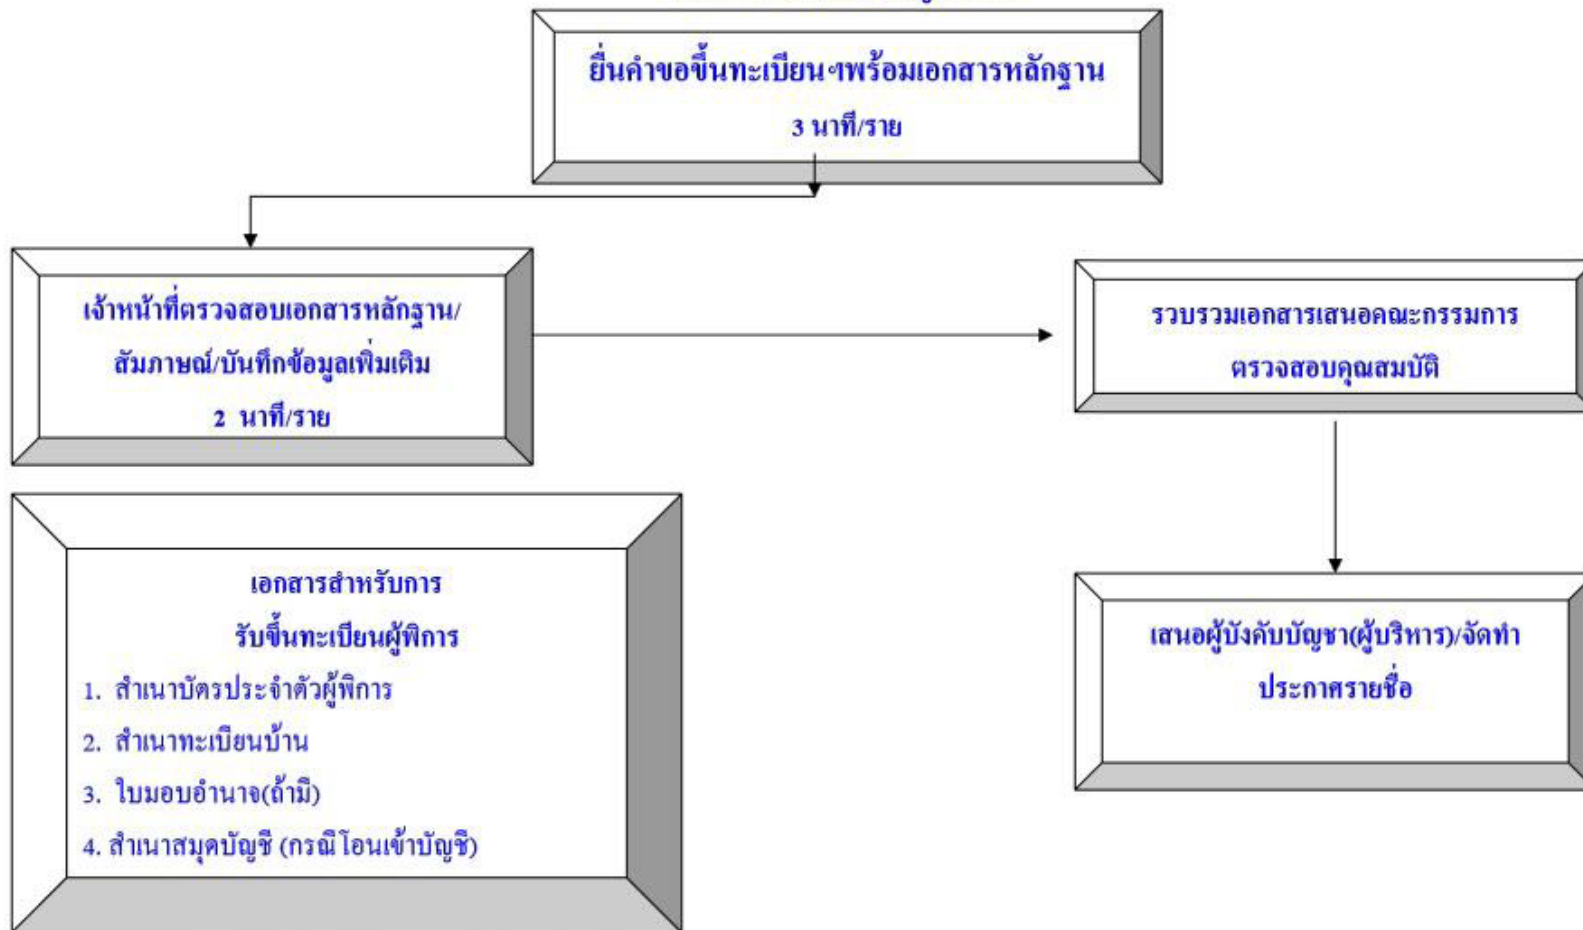 ยื่นคำขอขึ้นทะเบียนฯพร้อมเอกสารหลักฐาน
3 นาที/ราย
เจ้าหน้าที่ตรวจสอบเอกสารหลักฐาน/
สัมภาษณ์/บันทึกข้อมูลเพิ่มเติม
2 นาที/ราย
รวบรวมเอกสารเสนอคณะกรรมการ
ตรวจสอบคุณสมบัติ
เสนอผู้บังคับบัญชา(ผู้บริหาร)/จัดทำ
ประกาศรายชื่อ
เอกสารสำหรับการ
รับขึ้นทะเบียนผู้พิการ
1. สำเนาบัตรประจำตัวผู้พิการ
2. สำเนาทะเบียนบ้าน
3. ใบมอบอำนาจ(ถ้ามี)
4. สำเนาสมุดบัญชี (กรณีโอนเข้าบัญชี)